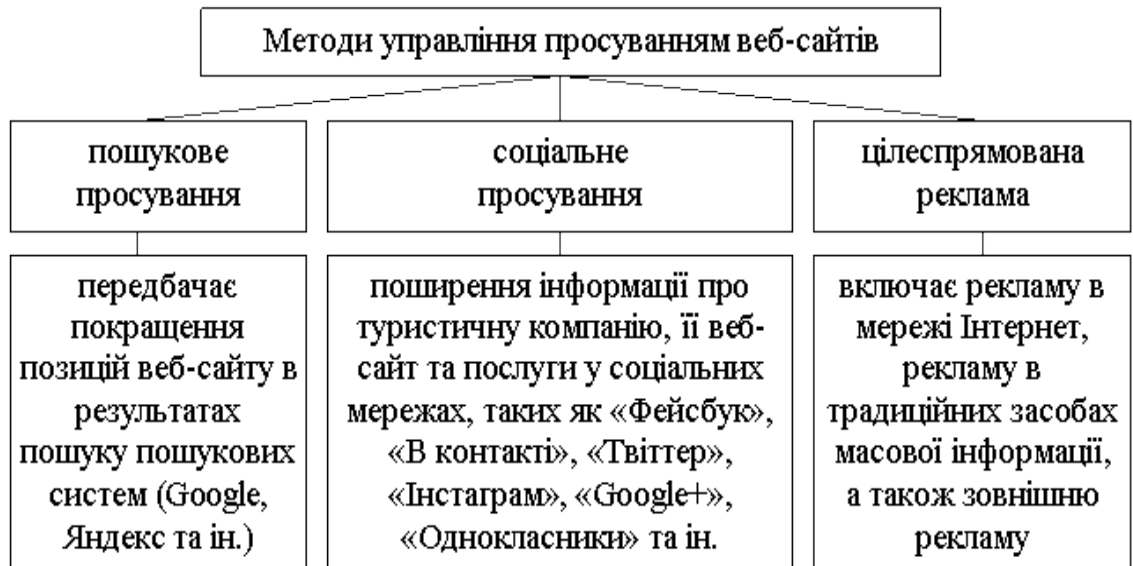 Методи управління просуванням веб-сайтів
пошукове
просування
соціальне
просування
цілеспрямована
реклама
передбачає
покращення
позицій веб-сайту в
результатах
пошуку пошукових
систем (Google,
Яндекс та ін.)
поширення інформації про
туристичну компанію, її веб-
сайт та послуги у соціальних
мережах, таких як «Фейсбук»,
«В контакті», «Твіттер»,
«Інстаграм», «Google+»,
«Однокласники» та ін.
включає рекламу в
мережі Інтернет,
рекламу в
традиційних засобах
масової інформації,
а також зовнішню
рекламу